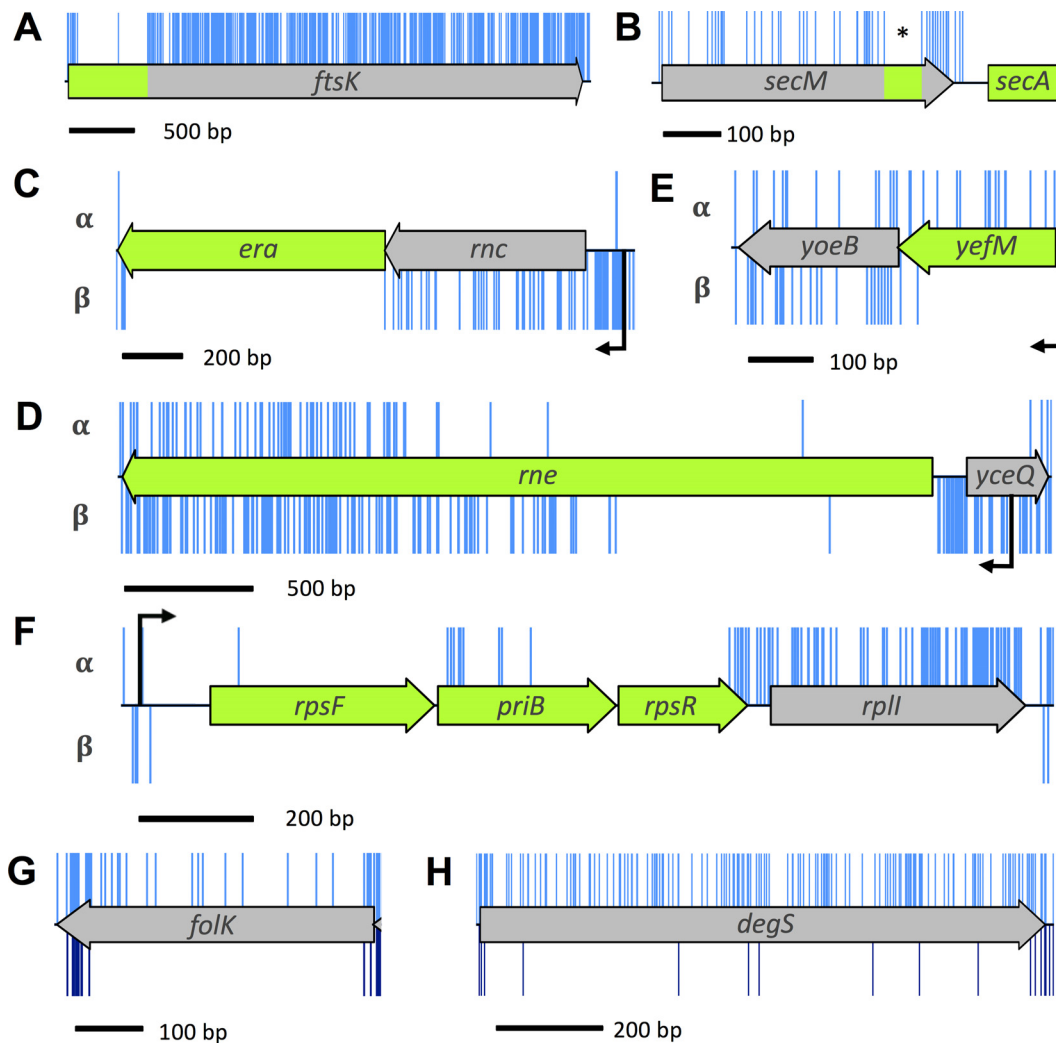 A
ftsK
500 bp
B
*
secM
secA
100 bp
C
α
era
rnc
β
200 bp
E
α
yoeB
yefM
β
100 bp
D
α
rne
yceQ
β
500 bp
F
α
rpsF
priB
rpsR
rplI
β
200 bp
G
folK
100 bp
H
degS
200 bp